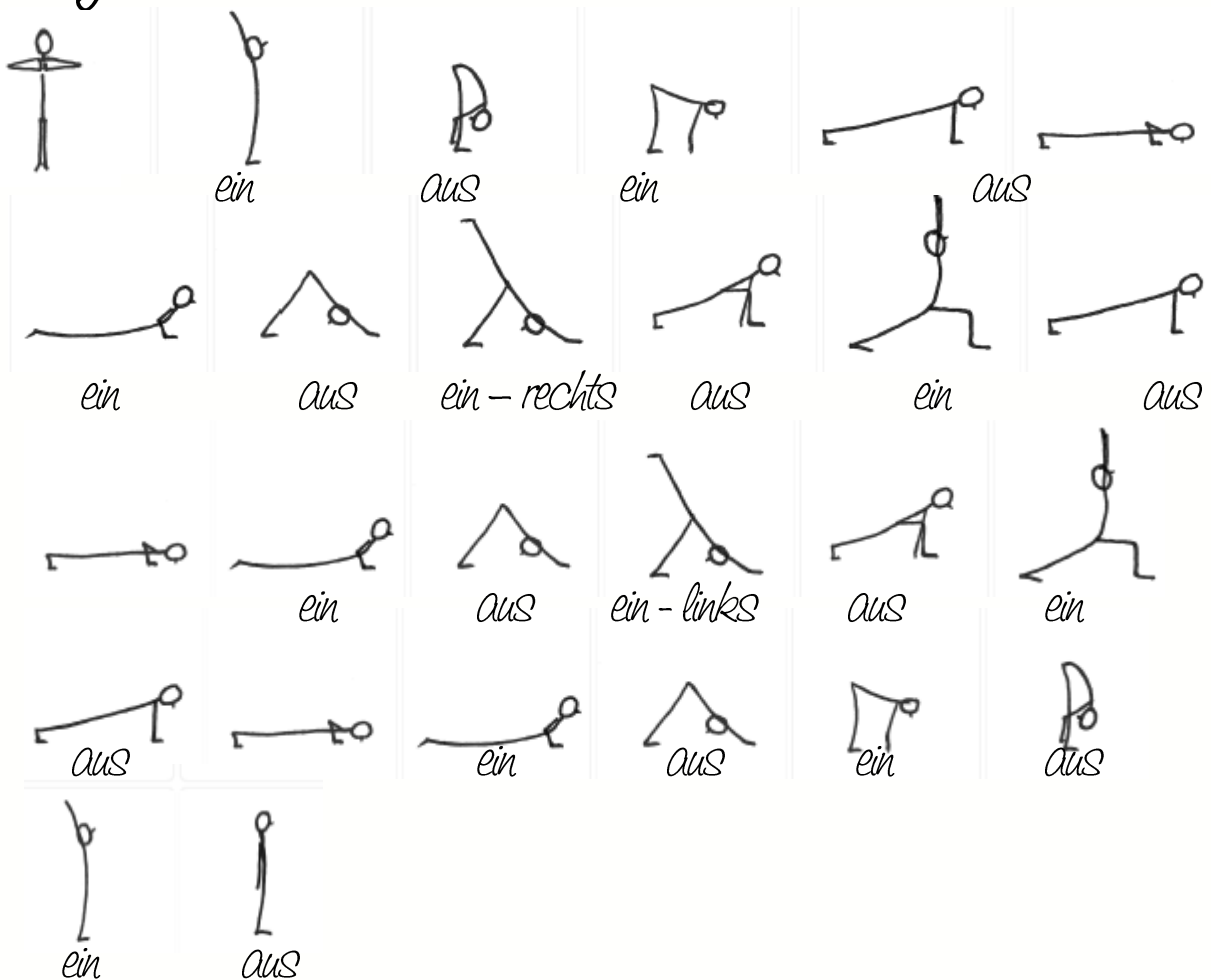 ein aus ein aus
ein aus ein – rechts aus ein aus
ein aus ein - links aus ein
aus ein aus ein aus
ein aus